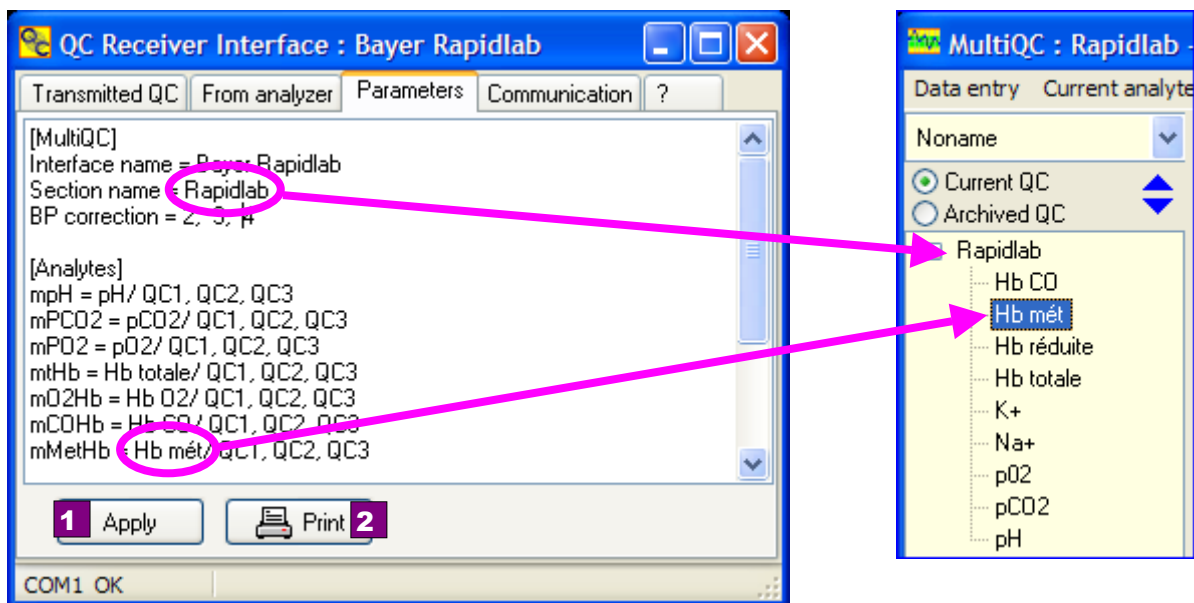 QC Receiver Interface : Bayer Rapidlab
Transmitted QC From analyzer Parameters Communication ?
[MultiQC]
Interface name = Bayer Rapidlab
Section name = Rapidlab
BP correction = 2, 3, 4
[Analytes]
mpH = pH/ QC1, QC2, QC3
mPCO2 = pCO2/ QC1, QC2, QC3
mPO2 = pO2/ QC1, QC2, QC3
mtHb = Hb totale/ QC1, QC2, QC3
mO2Hb = Hb O2/ QC1, QC2, QC3
mCOHb = Hb CO/ QC1, QC2, QC3
mMetHb = Hb mét/ QC1, QC2, QC3
1 Apply Print 2
COM1 OK
MultiQC : Rapidlab -
Data entry Current analyte
Noname
Current QC
Archived QC
Rapidlab
Hb CO
Hb mét
Hb réduite
Hb totale
K+
Na+
pO2
pCO2
pH